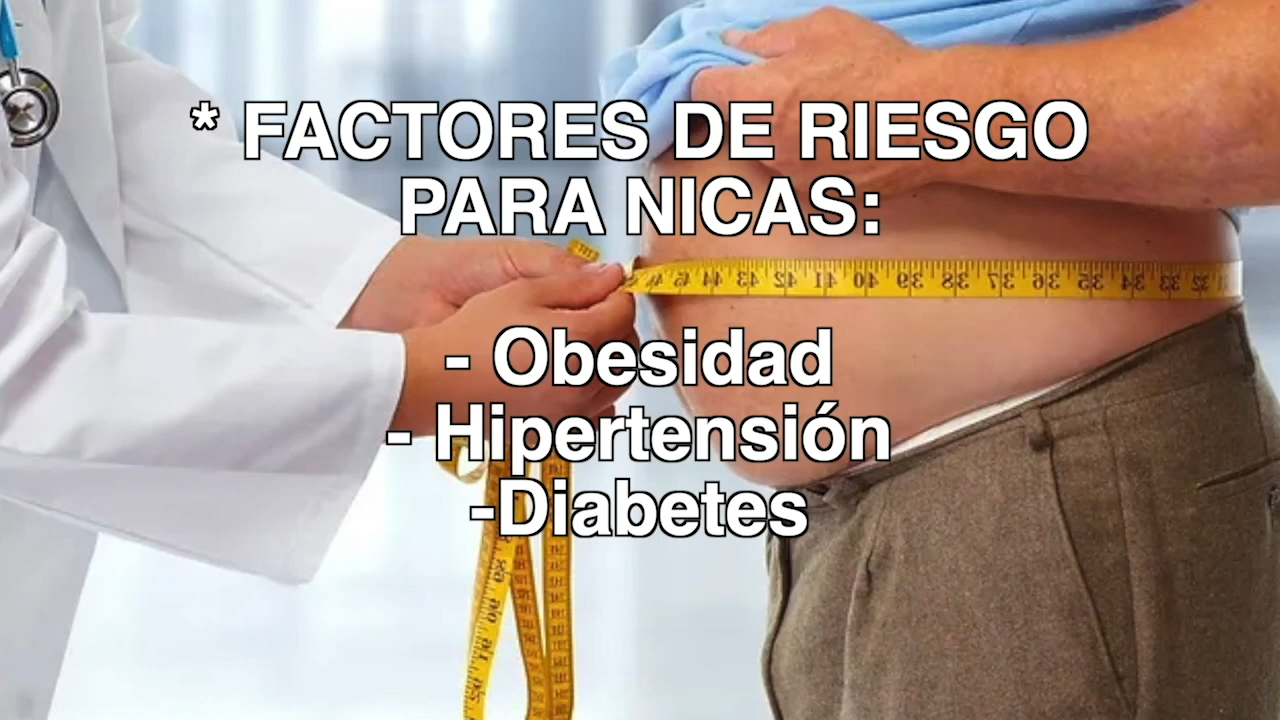 * FACTORES DE RIESGO
PARA NICAS:
- Obesidad
- Hipertensión
-Diabetes